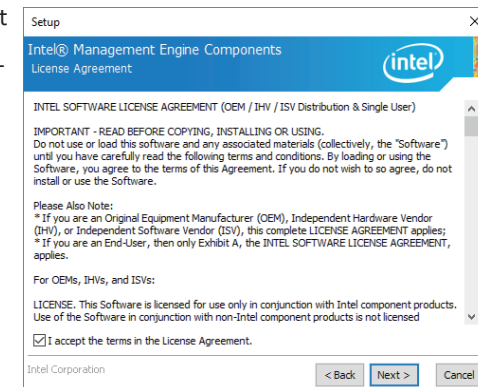 t
Setup
Intel® Management Engine Components
License Agreement
intel
INTEL SOFTWARE LICENSE AGREEMENT (OEM / IHV / ISV Distribution & Single User)
IMPORTANT - READ BEFORE COPYING, INSTALLING OR USING.
Do not use or load this software and any associated materials (collectively, the "Software")
until you have carefully read the following terms and conditions. By loading or using the
Software, you agree to the terms of this Agreement. If you do not wish to so agree, do not
install or use the Software.
Please Also Note:
* If you are an Original Equipment Manufacturer (OEM), Independent Hardware Vendor
(IHV), or Independent Software Vendor (ISV), this complete LICENSE AGREEMENT applies;
* If you are an End-User, then only Exhibit A, the INTEL SOFTWARE LICENSE AGREEMENT,
applies.
For OEMs, IHVs, and ISVs:
LICENSE. This Software is licensed for use only in conjunction with Intel component products.
Use of the Software in conjunction with non-Intel component products is not licensed
I accept the terms in the License Agreement.
Intel Corporation
< Back Next > Cancel